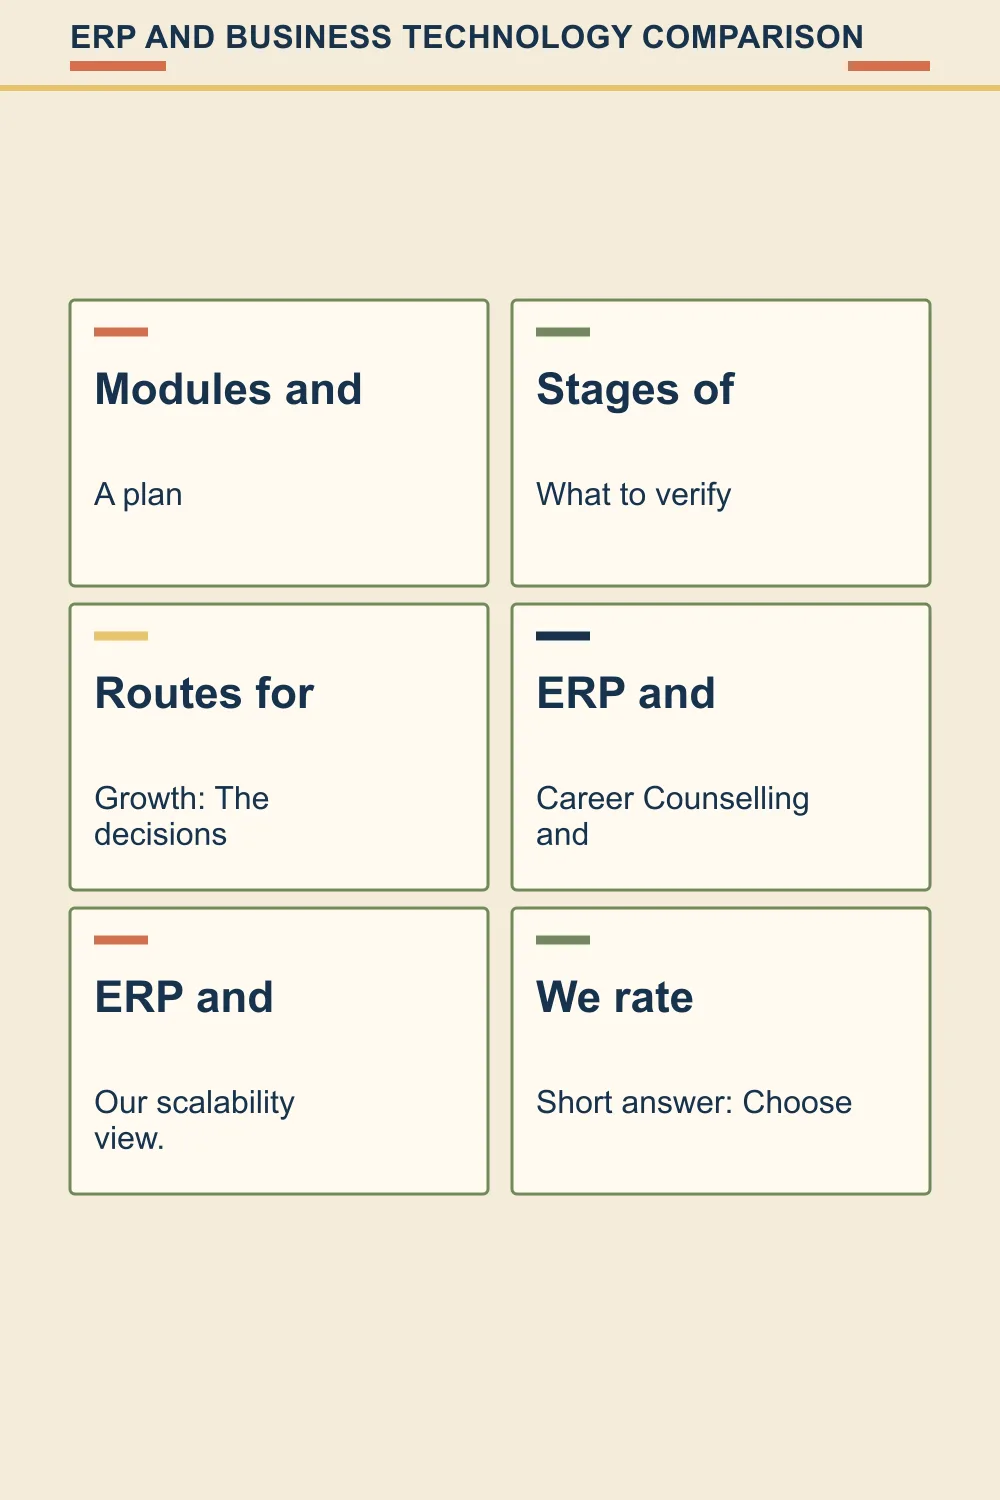 ERP AND BUSINESS TECHNOLOGY COMPARISON
Modules and
A plan
Stages of
What to verify
Routes for
Growth: The
decisions
ERP and
Career Counselling
and
ERP and
Our scalability
view.
We rate
Short answer: Choose